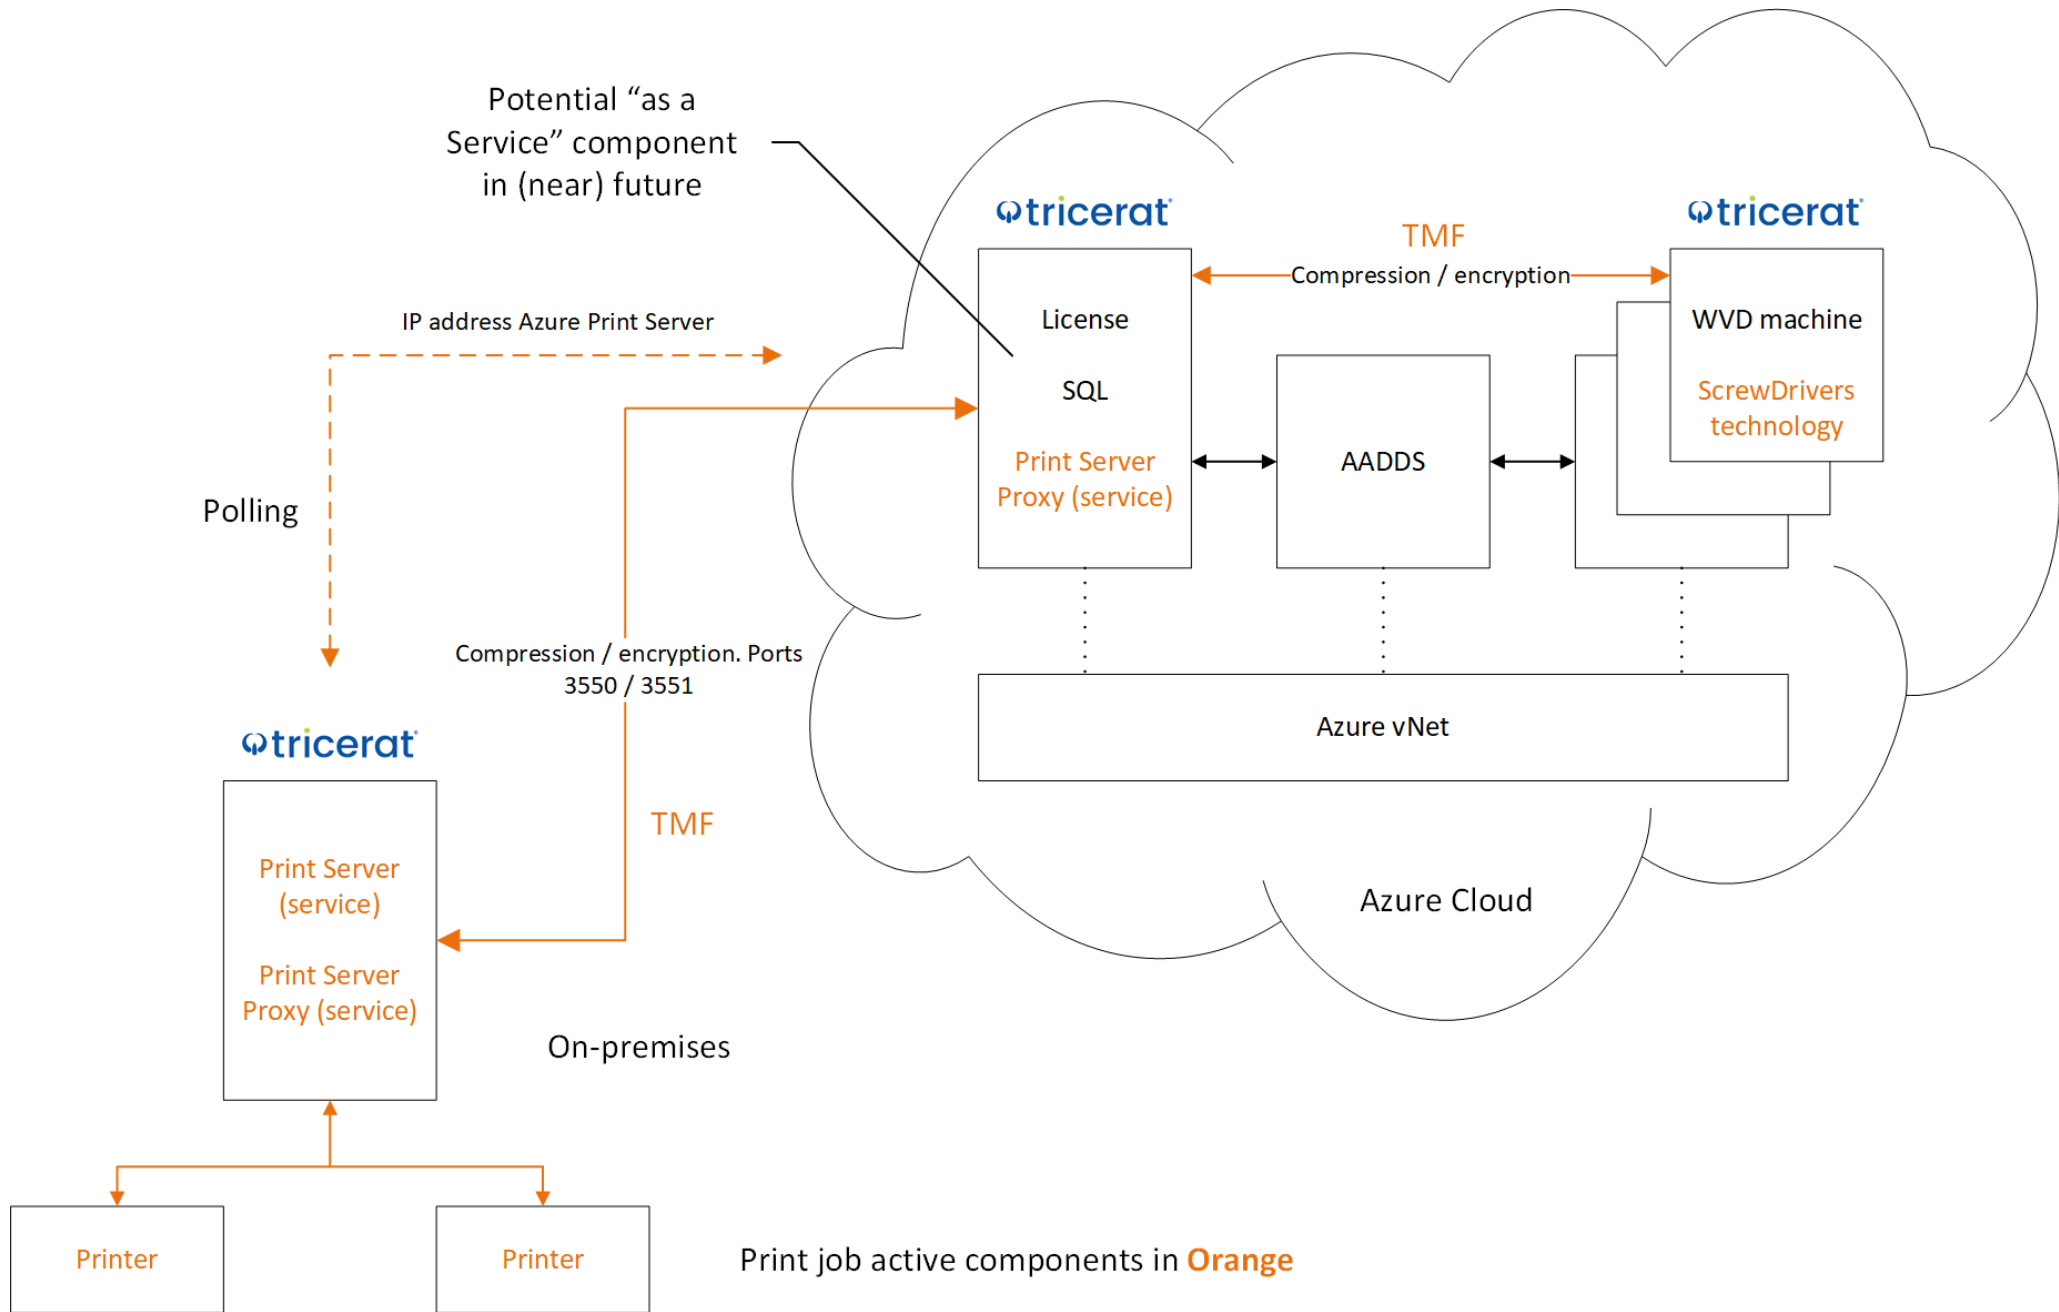 Potential “as a
Service” component
in (near) future
tricerat
tricerat
TMF
Compression / encryption
IP address Azure Print Server
License
SQL
Print Server
Proxy (service)
AADDS
WVD machine
ScrewDrivers
technology
Polling
Compression / encryption. Ports
3550 / 3551
Azure vNet
tricerat
TMF
Print Server
(service)
Print Server
Proxy (service)
Azure Cloud
On-premises
Printer
Printer
Print job active components in Orange